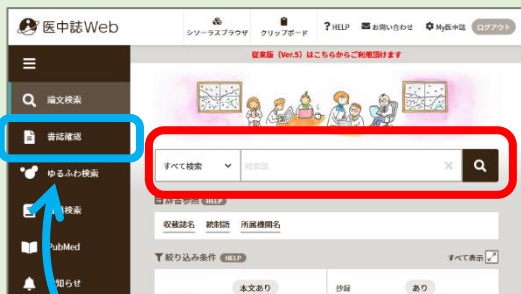 医中誌Web
シソーラスブラウザ
クリップボード
?HELP
お問い合わせ
My医中誌
ログアウト
従来版（Ver.5）はこちらからご利用頂けます
論文検索
書誌確認
ゆるふわ検索
検索
PubMed
知らせ
すべて検索
検索語
辞書参照 HELP
収載誌名 統制語 所属機関名
絞り込み条件 HELP
すべて表示
本文あり
抄録
あり